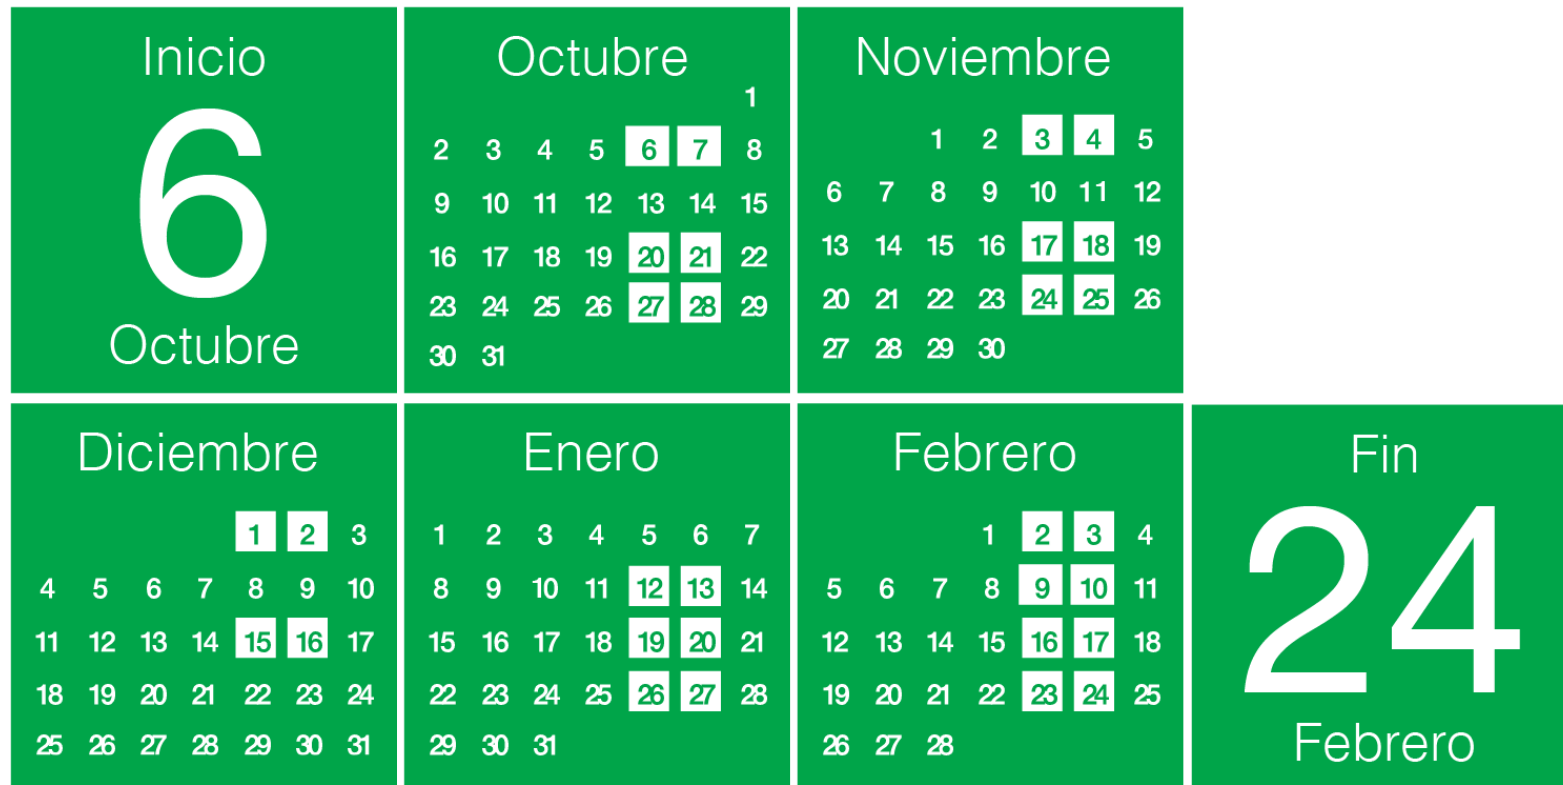 Inicio
6
Octubre
Octubre
1
2 3 4 5 6 7 8
9 10 11 12 13 14 15
16 17 18 19 20 21 22
23 24 25 26 27 28 29
30 31
Noviembre
1 2 3 4 5
6 7 8 9 10 11 12
13 14 15 16 17 18 19
20 21 22 23 24 25 26
27 28 29 30
Diciembre
1 2 3
4 5 6 7 8 9 10
11 12 13 14 15 16 17
18 19 20 21 22 23 24
25 26 27 28 29 30 31
Enero
1 2 3 4 5 6 7
8 9 10 11 12 13 14
15 16 17 18 19 20 21
22 23 24 25 26 27 28
29 30 31
Febrero
1 2 3 4
5 6 7 8 9 10 11
12 13 14 15 16 17 18
19 20 21 22 23 24 25
26 27 28
Fin
24
Febrero